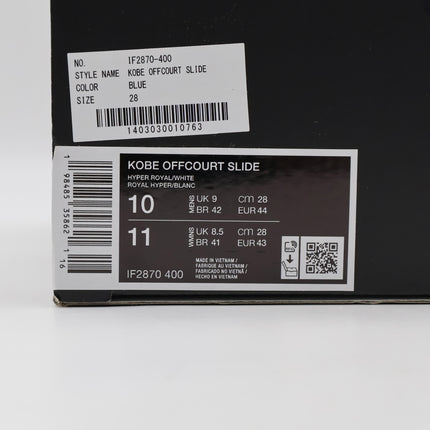 NO. IF2870-400
STYLE NAME KOBE OFFCOURT SLIDE
COLOR BLUE
SIZE 28
1403030010763
KOBE OFFCOURT SLIDE
HYPER ROYAL/WHITE
ROYAL HYPER/BLANC
10 MENS UK 9 cm 28
BR 42 EUR 44
11 WMNS UK 8.5 cm 28
BR 41 EUR 43
MADE IN VIETNAM /
FABRIQUÉ AU VIETNAM /
FABRICADO NO VIETNÃ /
HECHO EN VIETNAM
IF2870 400
1 98485 35862 1 16